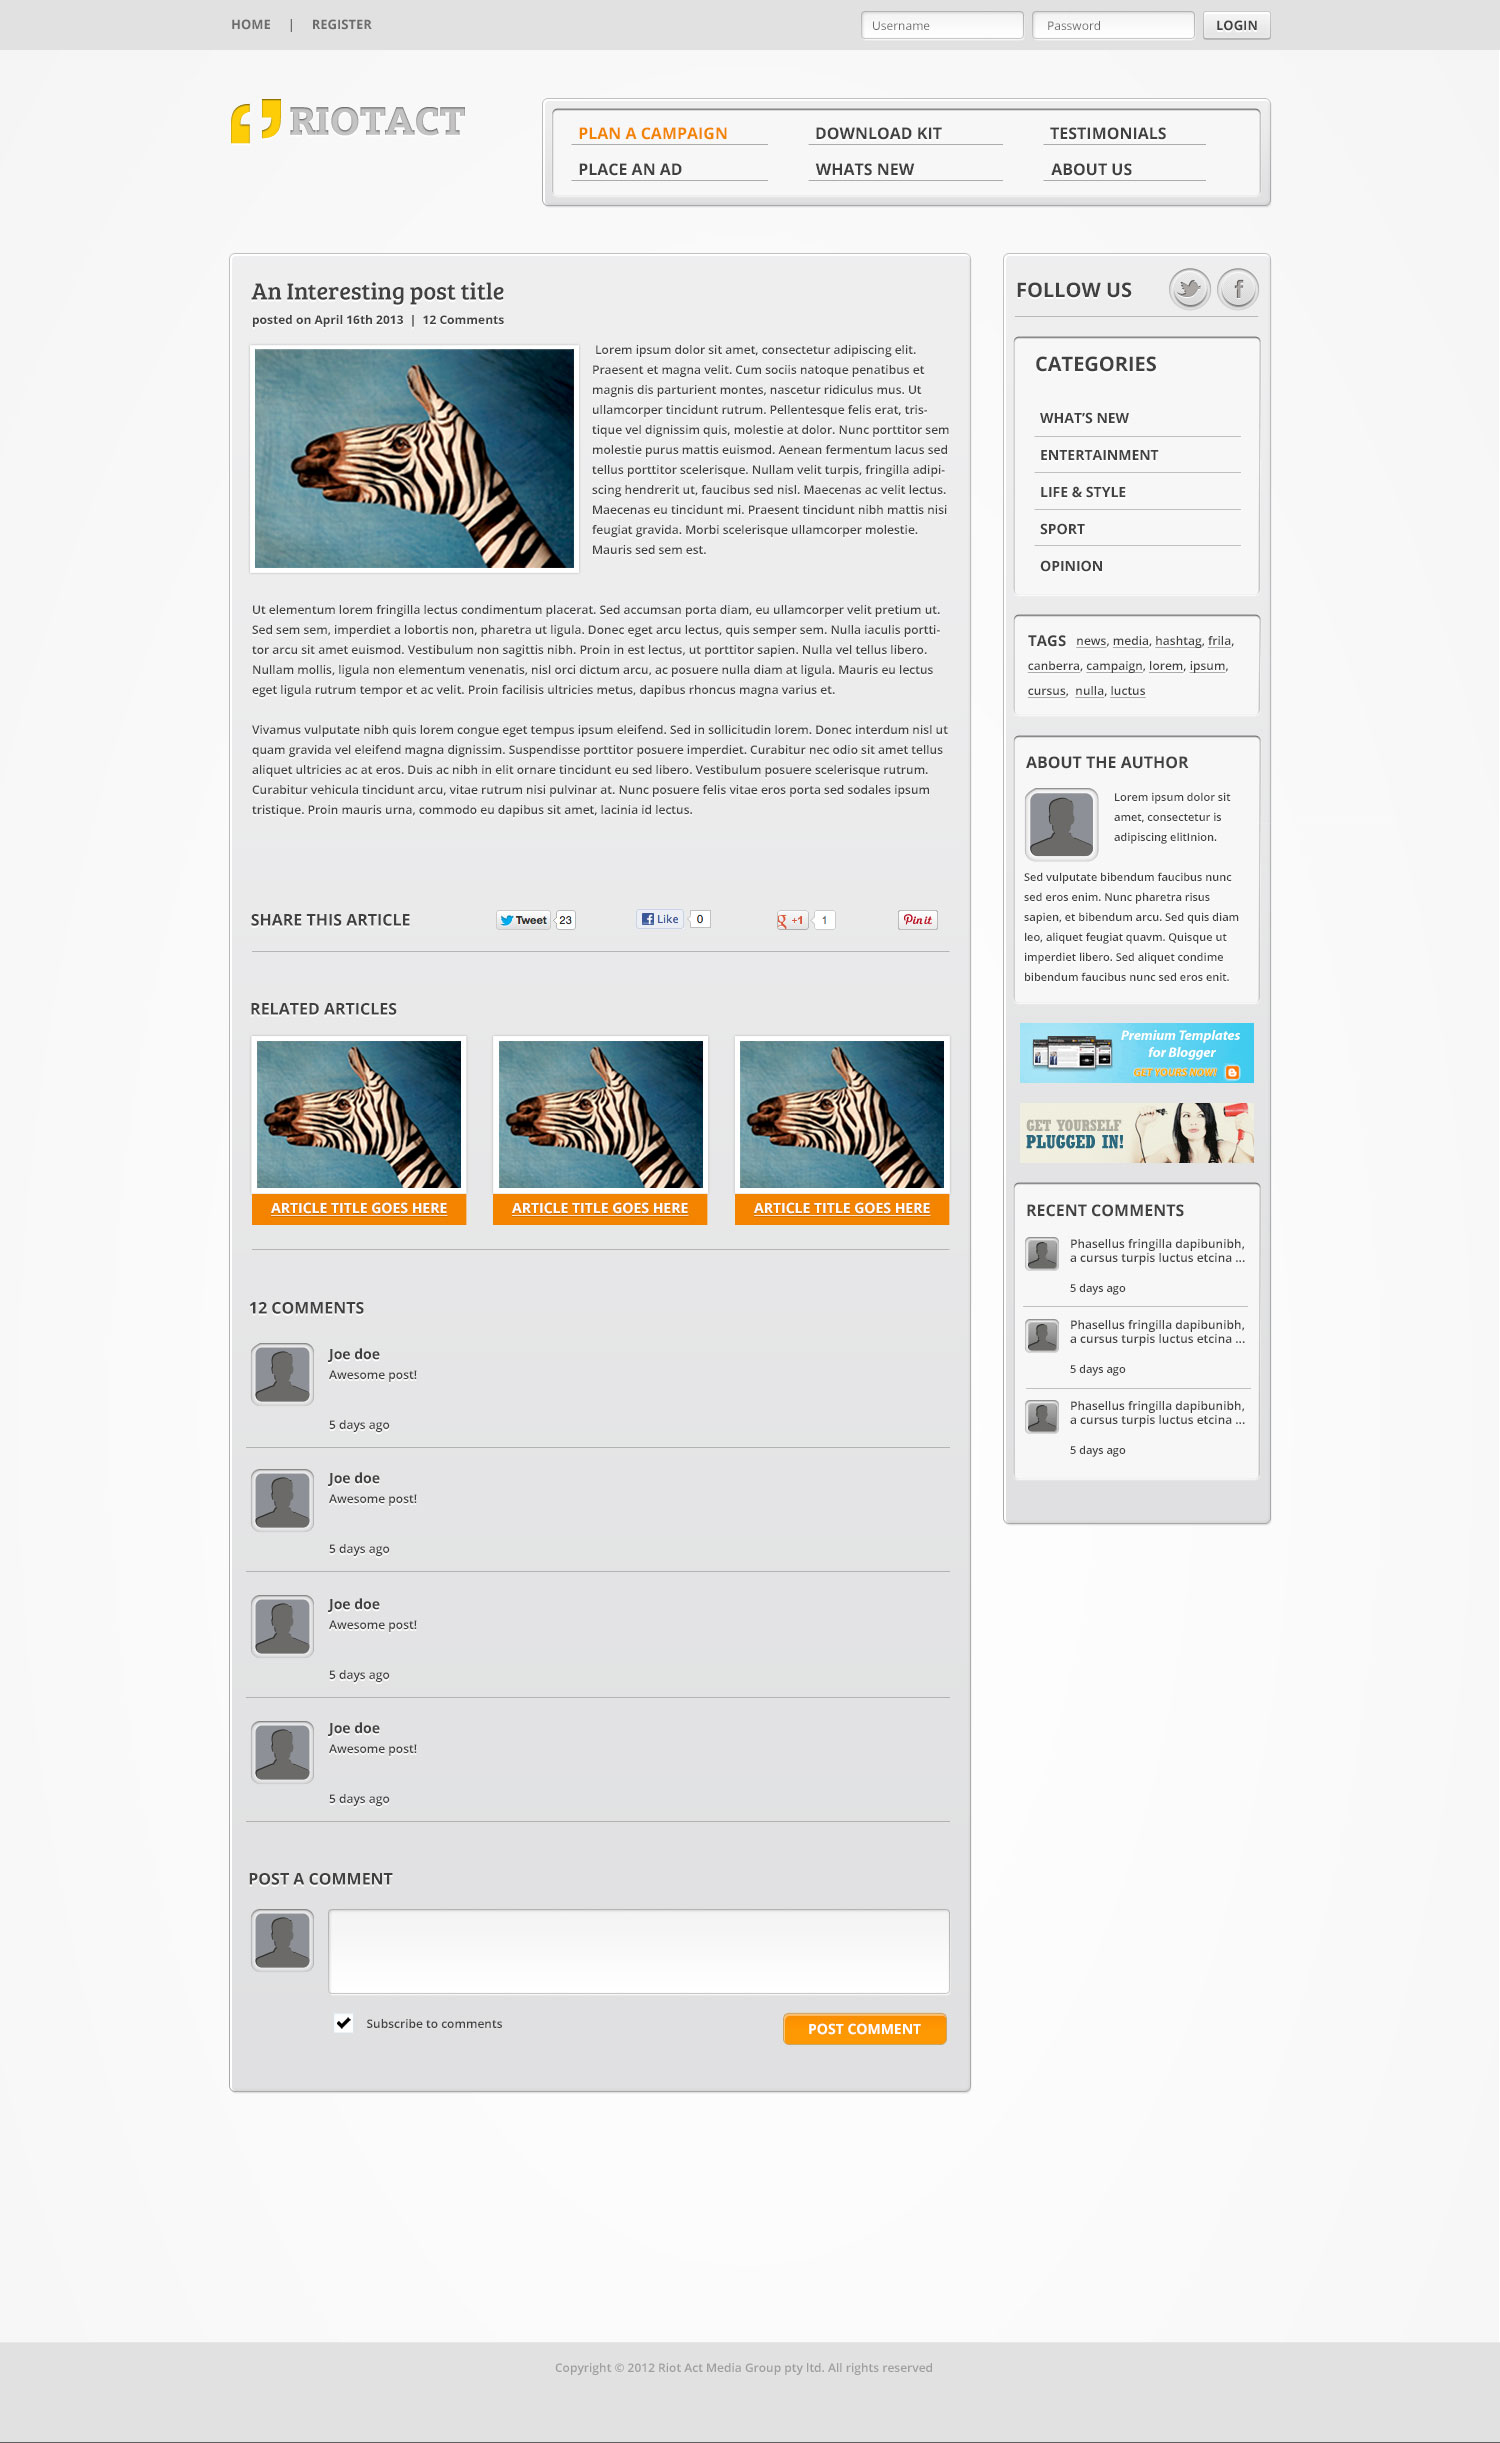 HOME | REGISTER
Username
Password
LOGIN
RIOTACT
PLAN A CAMPAIGN
DOWNLOAD KIT
TESTIMONIALS
PLACE AN AD
WHATS NEW
ABOUT US
An Interesting post title
posted on April 16th 2013 | 12 Comments
Lorem ipsum dolor sit amet, consectetur adipiscing elit.
Praesent et magna velit. Cum sociis natoque penatibus et
magnis dis parturient montes, nascetur ridiculus mus. Ut
ullamcorper tincidunt rutrum. Pellentesque felis erat, tris-
tique vel dignissim quis, molestie at dolor. Nunc porttitor sem
molestie purus mattis euismod. Aenean fermentum lacus sed
tellus porttitor scelerisque. Nullam velit turpis, fringilla adipi-
scing hendrerit ut, faucibus sed nisl. Maecenas ac velit lectus.
Maecenas eu tincidunt mi. Praesent tincidunt nibh mattis nisi
feugiat gravida. Morbi scelerisque ullamcorper molestie.
Mauris sed sem est.
Ut elementum lorem fringilla lectus condimentum placerat. Sed accumsan porta diam, eu ullamcorper velit pretium ut.
Sed sem sem, imperdiet a lobortis non, pharetra ut ligula. Donec eget arcu lectus, quis semper sem. Nulla iaculis portti-
tor arcu sit amet euismod. Vestibulum non sagittis nibh. Proin in est lectus, ut porttitor sapien. Nulla vel tellus libero.
Nullam mollis, ligula non elementum venenatis, nisl orci dictum arcu, ac posuere nulla diam at ligula. Mauris eu lectus
eget ligula rutrum tempor et ac velit. Proin facilisis ultricies metus, dapibus rhoncus magna varius et.
Vivamus vulputate nibh quis lorem congue eget tempus ipsum eleifend. Sed in sollicitudin lorem. Donec interdum nisl ut
quam gravida vel eleifend magna dignissim. Suspendisse porttitor posuere imperdiet. Curabitur nec odio sit amet tellus
aliquet ultricies ac at eros. Duis ac nibh in elit ornare tincidunt eu sed libero. Vestibulum posuere scelerisque rutrum.
Curabitur vehicula tincidunt arcu, vitae rutrum nisi pulvinar at. Nunc posuere felis vitae eros porta sed sodales ipsum
tristique. Proin mauris urna, commodo eu dapibus sit amet, lacinia id lectus.
SHARE THIS ARTICLE
Tweet 23
Like 0
+1 1
Pin it
RELATED ARTICLES
ARTICLE TITLE GOES HERE
ARTICLE TITLE GOES HERE
ARTICLE TITLE GOES HERE
12 COMMENTS
Joe doe
Awesome post!
5 days ago
Joe doe
Awesome post!
5 days ago
Joe doe
Awesome post!
5 days ago
Joe doe
Awesome post!
5 days ago
POST A COMMENT
Subscribe to comments
POST COMMENT
FOLLOW US
CATEGORIES
WHAT'S NEW
ENTERTAINMENT
LIFE & STYLE
SPORT
OPINION
TAGS news, media, hashtag, frila,
canberra, campaign, lorem, ipsum,
cursus, nulla, luctus
ABOUT THE AUTHOR
Lorem ipsum dolor sit
amet, consectetur is
adipiscing elitInion.
Sed vulputate bibendum faucibus nunc
sed eros enim. Nunc pharetra risus
sapien, et bibendum arcu. Sed quis diam
leo, aliquet feugiat quavm. Quisque ut
imperdiet libero. Sed aliquet condime
bibendum faucibus nunc sed eros enit.
Premium Templates
for Blogger
GET YOURS NOW!
GET YOURSELF
PLUGGED IN!
RECENT COMMENTS
Phasellus fringilla dapibunibh,
a cursus turpis luctus etcina ...
5 days ago
Phasellus fringilla dapibunibh,
a cursus turpis luctus etcina ...
5 days ago
Phasellus fringilla dapibunibh,
a cursus turpis luctus etcina ...
5 days ago
Copyright © 2012 Riot Act Media Group pty ltd. All rights reserved